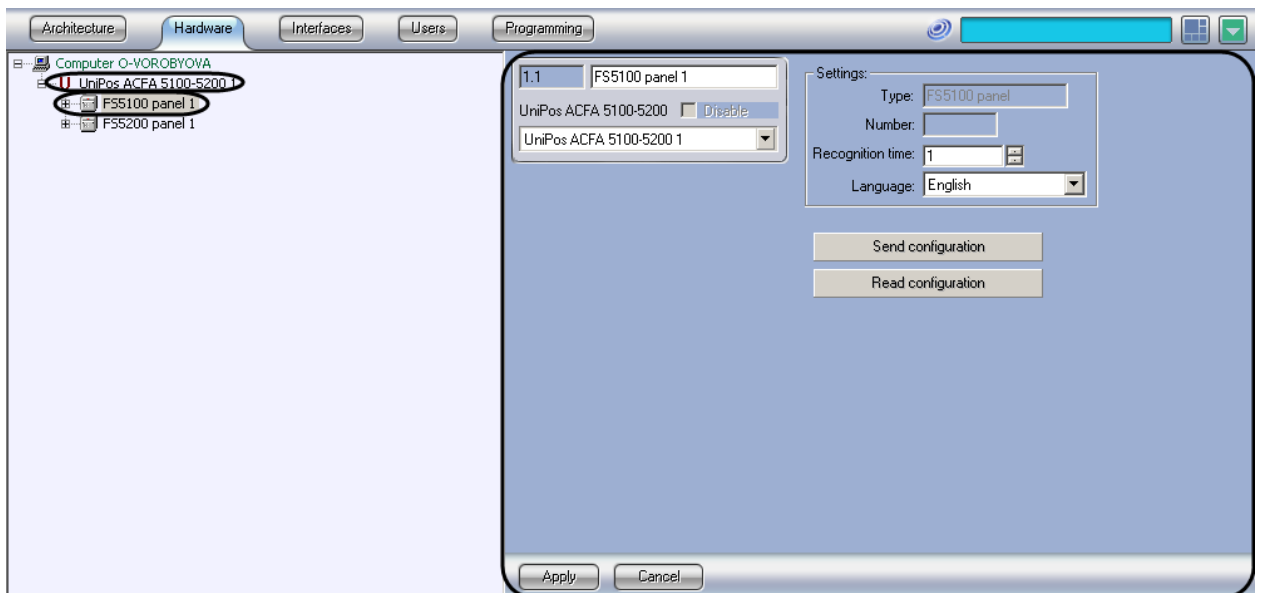 Architecture Hardware Interfaces Users Programming
Computer O-VOROBYOVA
UniPos ACFA 5100-5200 1
FS5100 panel 1
FS5200 panel 1
1.1 FS5100 panel 1
UniPos ACFA 5100-5200 Disable
UniPos ACFA 5100-5200 1
Settings:
Type: FS5100 panel
Number:
Recognition time: 1
Language: English
Send configuration
Read configuration
Apply Cancel